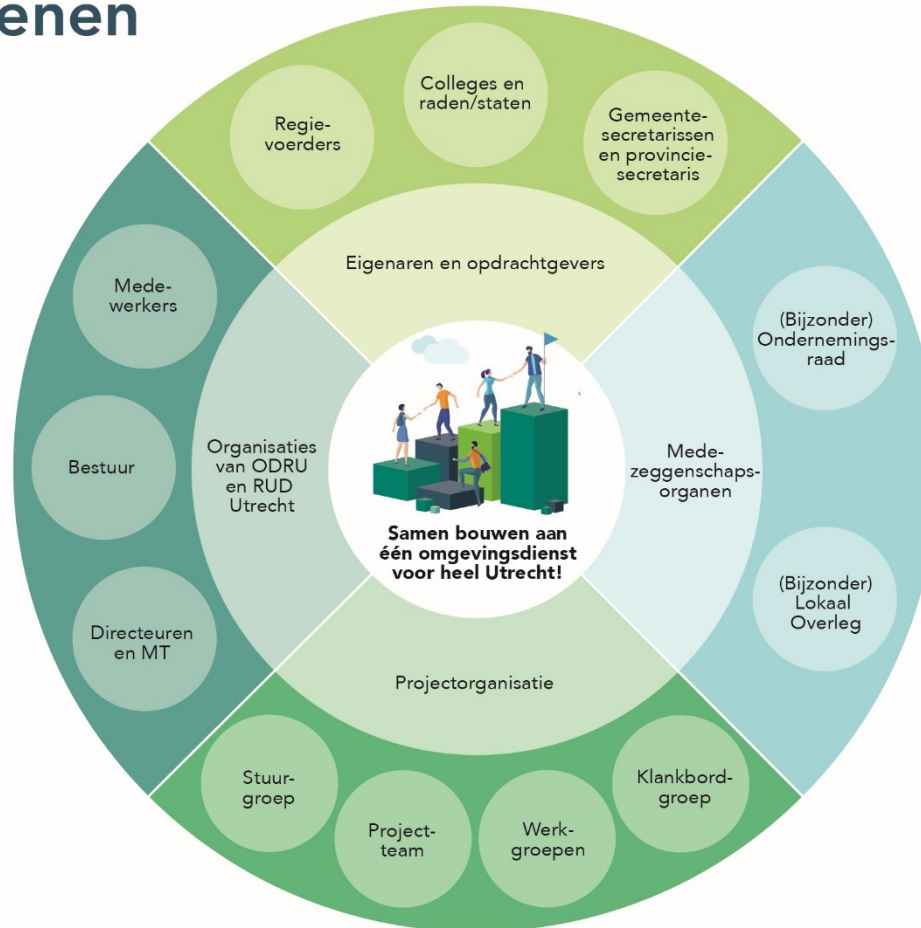 enen
Regie-
voerders
Colleges en
raden/staten
Gemeente-
secretarissen
en provincie-
secretaris
Eigenaren en opdrachtgevers
Mede-
werkers
Bestuur
Directeuren
en MT
Organisaties
van ODRU
en RUD
Utrecht
Samen bouwen aan
één omgevingsdienst
voor heel Utrecht!
Mede-
zeggenschaps-
organen
(Bijzonder)
Ondernemings-
raad
(Bijzonder)
Lokaal
Overleg
Projectorganisatie
Stuur-
groep
Project-
team
Werk-
groepen
Klankbord-
groep